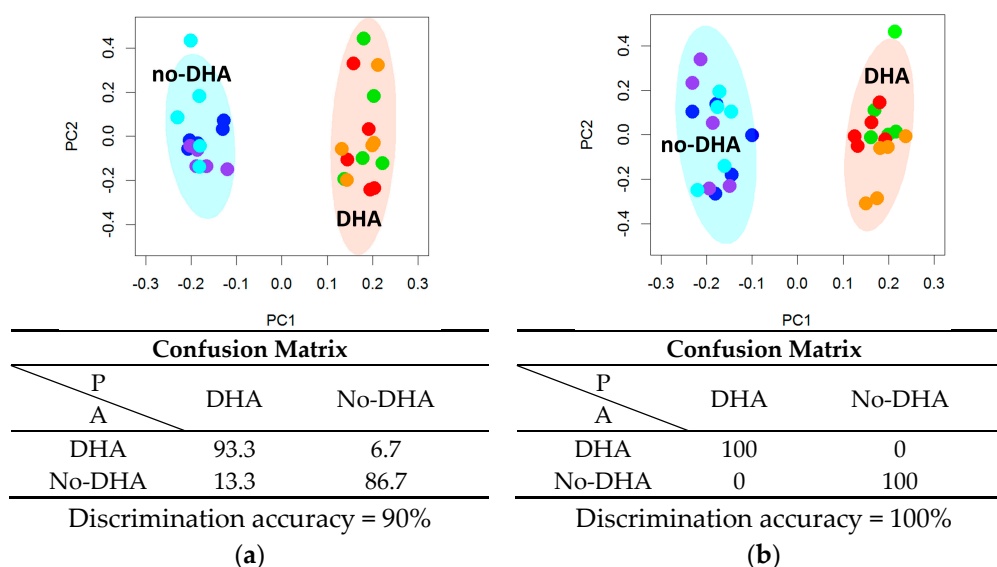 0.4
0.2
0.0
-0.2
-0.4
PC2
no-DHA
DHA
-0.3 -0.2 -0.1 0.0 0.1 0.2 0.3
PC1
Confusion Matrix
P
A
DHA No-DHA
DHA 93.3 6.7
No-DHA 13.3 86.7
Discrimination accuracy = 90%
(a)
0.4
0.2
0.0
-0.2
-0.4
PC2
DHA
no-DHA
-0.3 -0.2 -0.1 0.0 0.1 0.2 0.3
PC1
Confusion Matrix
P
A
DHA No-DHA
DHA 100 0
No-DHA 0 100
Discrimination accuracy = 100%
(b)